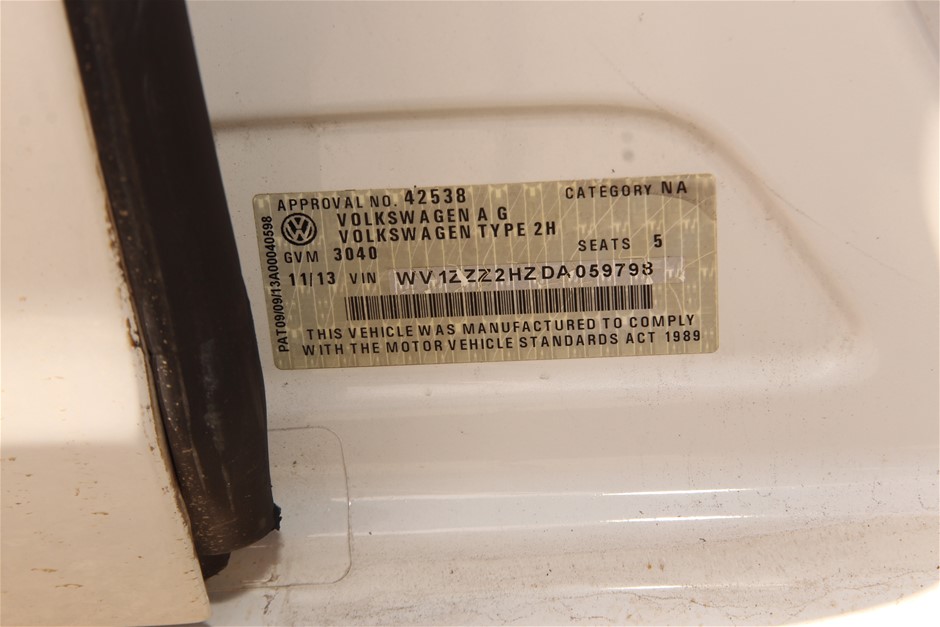 APPROVAL NO. 42538 CATEGORY NA
VOLKSWAGEN A G
VOLKSWAGEN TYPE 2H
GVM 3040 SEATS 5
11/13 VIN WV1ZZZ2HZDA059798
THIS VEHICLE WAS MANUFACTURED TO COMPLY
WITH THE MOTOR VEHICLE STANDARDS ACT 1989
PAT09/09/13A00040598